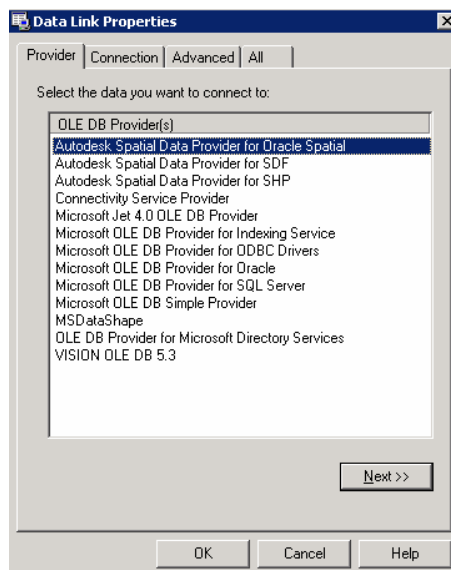 Data Link Properties
Provider Connection Advanced All
Select the data you want to connect to:
OLE DB Provider(s)
Autodesk Spatial Data Provider for Oracle Spatial
Autodesk Spatial Data Provider for SDF
Autodesk Spatial Data Provider for SHP
Connectivity Service Provider
Microsoft Jet 4.0 OLE DB Provider
Microsoft OLE DB Provider for Indexing Service
Microsoft OLE DB Provider for ODBC Drivers
Microsoft OLE DB Provider for Oracle
Microsoft OLE DB Provider for SQL Server
Microsoft OLE DB Simple Provider
MSDataShape
OLE DB Provider for Microsoft Directory Services
VISION OLE DB 5.3
Next >>
OK Cancel Help